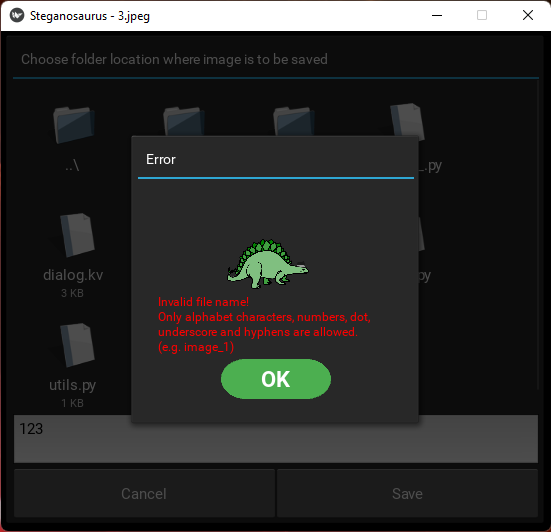 Steganosaurus - 3.jpeg
Choose folder location where image is to be saved
..\
_.py
Error
dialog.kv
3 KB
py
Invalid file name!
Only alphabet characters, numbers, dot,
underscore and hyphens are allowed.
(e.g. image_1)
utils.py
1 KB
OK
123
Cancel
Save